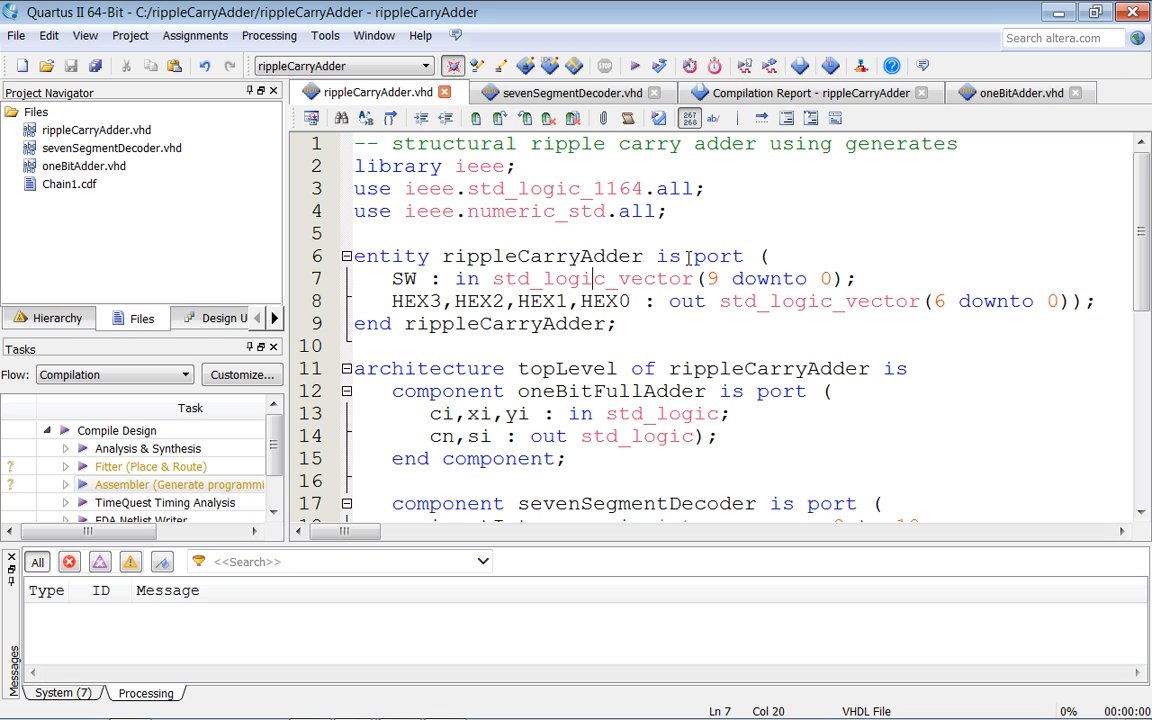 Quartus II 64-Bit - C:/rippleCarryAdder/rippleCarryAdder - rippleCarryAdder
File Edit View Project Assignments Processing Tools Window Help
Search altera.com
rippleCarryAdder
Project Navigator
Files
rippleCarryAdder.vhd
sevenSegmentDecoder.vhd
oneBitAdder.vhd
Chain1.cdf
Hierarchy Files Design U
Tasks
Flow: Compilation Customize...
Task
Compile Design
Analysis & Synthesis
? Fitter (Place & Route)
? Assembler (Generate programmi
TimeQuest Timing Analysis
EDA Netlist Writer
rippleCarryAdder.vhd sevenSegmentDecoder.vhd Compilation Report - rippleCarryAdder oneBitAdder.vhd
267 268 ab/
1 -- structural ripple carry adder using generates
2 library ieee;
3 use ieee.std_logic_1164.all;
4 use ieee.numeric_std.all;
5
6 entity rippleCarryAdder is port (
7 SW : in std_logic_vector(9 downto 0);
8 HEX3,HEX2,HEX1,HEX0 : out std_logic_vector(6 downto 0));
9 end rippleCarryAdder;
10
11 architecture topLevel of rippleCarryAdder is
12 component oneBitFullAdder is port (
13 ci,xi,yi : in std_logic;
14 cn,si : out std_logic);
15 end component;
16
17 component sevenSegmentDecoder is port (
All <<Search>>
Type ID Message
Messages
System (7) Processing
Ln 7 Col 20 VHDL File 0% 00:00:00